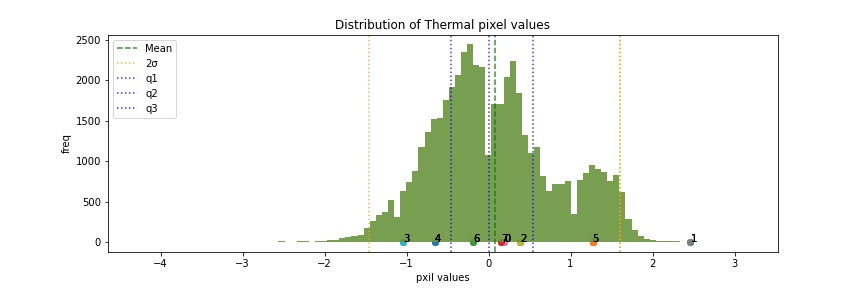 Distribution of Thermal pixel values
Mean
2σ
q1
q2
q3
freq
2500
2000
1500
1000
500
0
3 4 6 7 0 2 5 1
−4 −3 −2 −1 0 1 2 3
pxil values